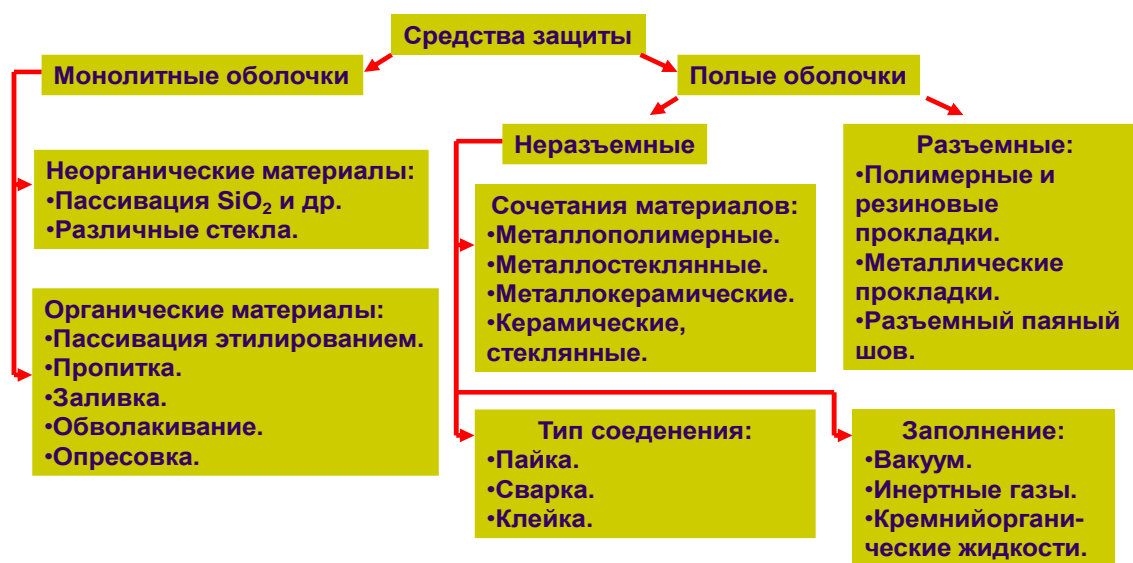 Средства защиты
Монолитные оболочки
Полые оболочки
Неорганические материалы:
•Пассивация SiO₂ и др.
•Различные стекла.
Органические материалы:
•Пассивация этилированием.
•Пропитка.
•Заливка.
•Обволакивание.
•Опресовка.
Неразъемные
Сочетания материалов:
•Металлополимерные.
•Металлостеклянные.
•Металлокерамические.
•Керамические,
стеклянные.
Разъемные:
•Полимерные и
резиновые
прокладки.
•Металлические
прокладки.
•Разъемный паяный
шов.
Тип соеденения:
•Пайка.
•Сварка.
•Клейка.
Заполнение:
•Вакуум.
•Инертные газы.
•Кремнийоргани-
ческие жидкости.